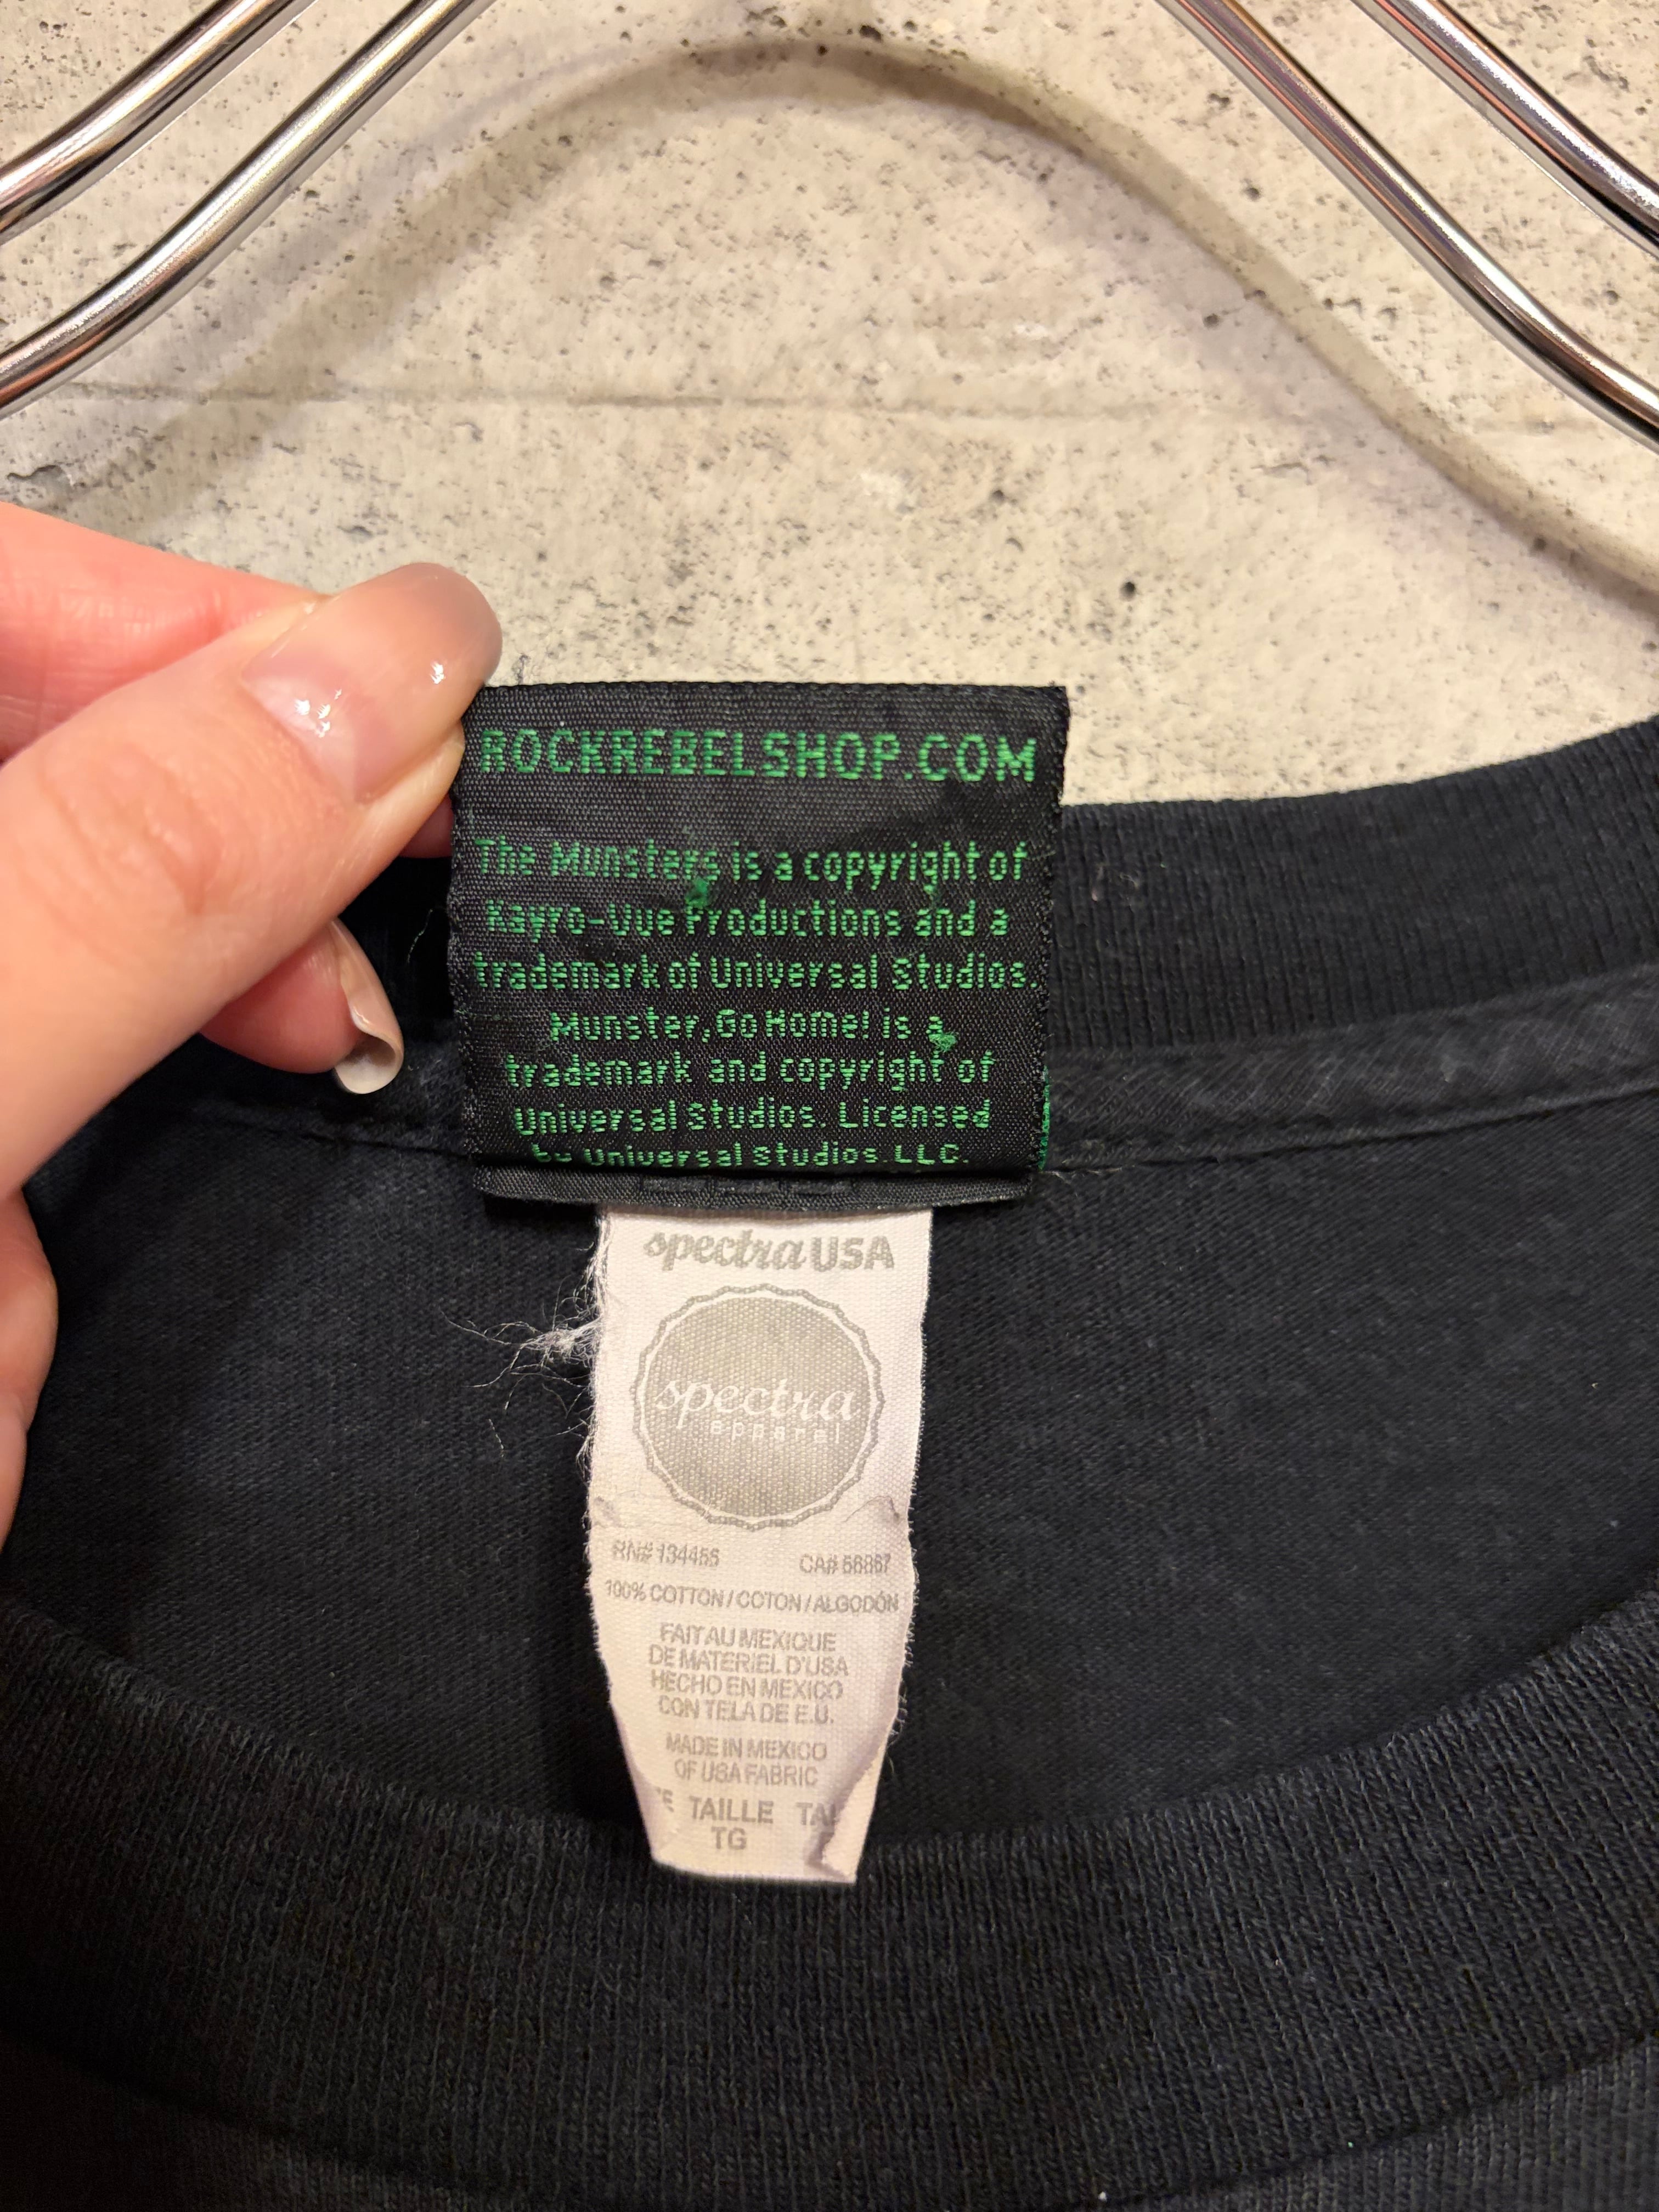 ROCKREBELSHOP.COM
The Munsters is a copyright of
Kayro-Vue Productions and a
trademark of Universal Studios.
Munster, Go Home! is a
trademark and copyright of
Universal Studios. Licensed
by Universal Studios LLC.
spectra USA
spectra
apparel
RN# 134455
CA# 56867
100% COTTON / COTON / ALGODÓN
FAIT AU MEXIQUE
DE MATERIEL D'USA
HECHO EN MEXICO
CON TELA DE E.U.
MADE IN MEXICO
OF USA FABRIC
TAILLE
TG